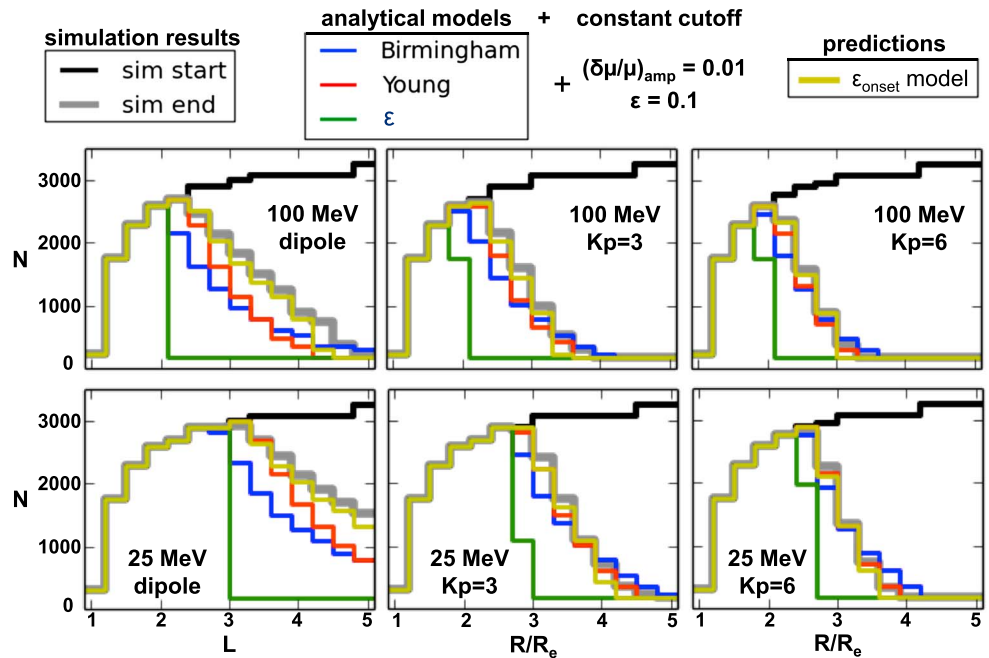 analytical models + constant cutoff
simulation results
sim start
sim end
Birmingham
Young
ε
+ (δμ/μ)amp = 0.01
ε = 0.1
predictions
εonset model
3000
2000
1000
0
N
100 MeV
dipole
100 MeV
Kp=3
100 MeV
Kp=6
3000
2000
1000
0
N
25 MeV
dipole
25 MeV
Kp=3
25 MeV
Kp=6
1 2 3 4 5
1 2 3 4 5
1 2 3 4 5
L
R/Re
R/Re